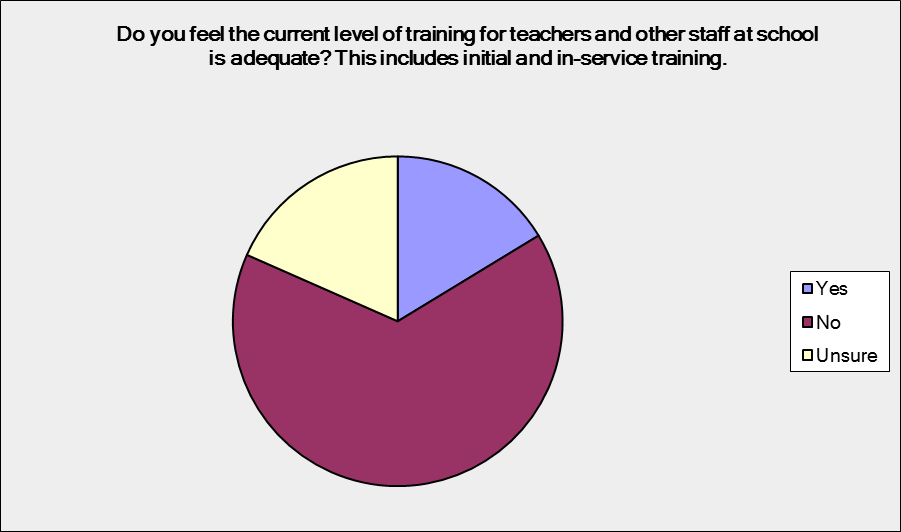 Do you feel the current level of training for teachers and other staff at school
is adequate? This includes initial and in-service training.
Yes
No
Unsure